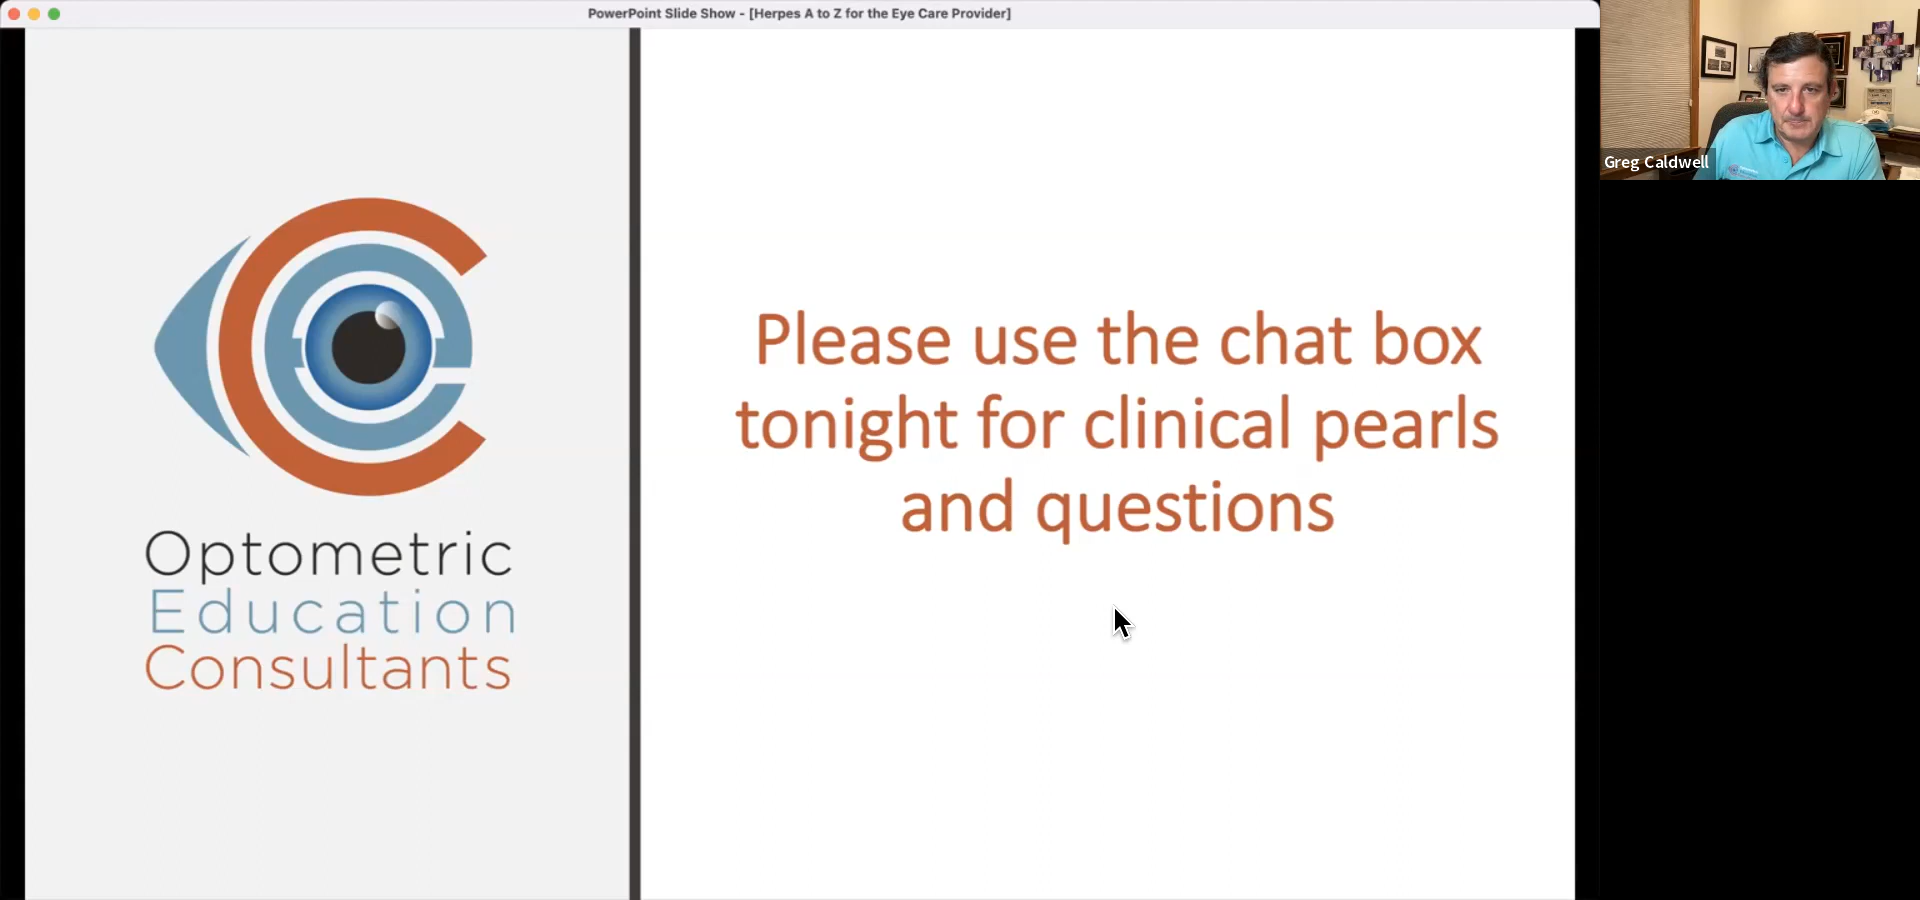 PowerPoint Slide Show - [Herpes A to Z for the Eye Care Provider]
Greg Caldwell
Optometric
Education
Consultants
Please use the chat box
tonight for clinical pearls
and questions